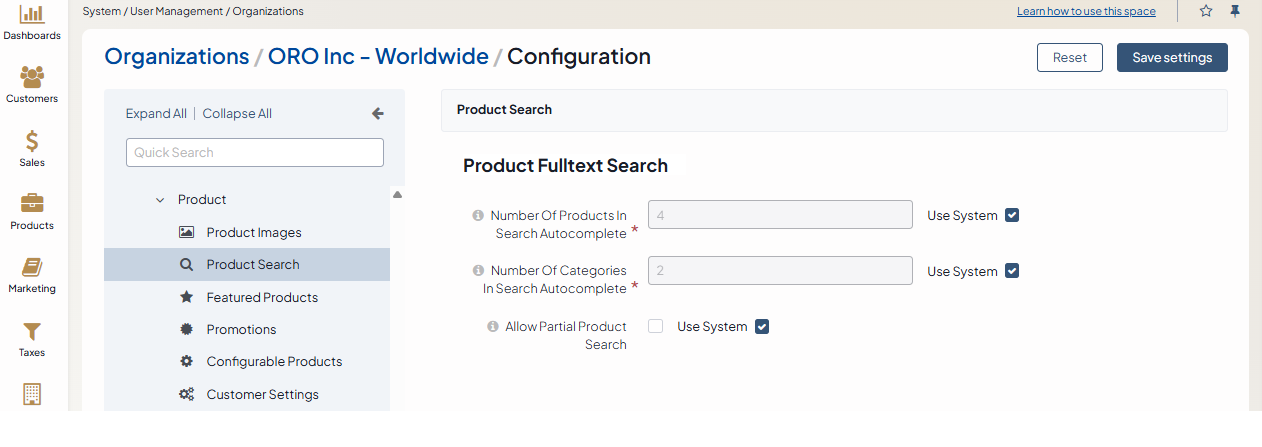 System / User Management / Organizations
Learn how to use this space
Dashboards
Customers
Sales
Products
Marketing
Taxes
Organizations / ORO Inc - Worldwide / Configuration
Reset
Save settings
Expand All | Collapse All
Quick Search
Product
Product Images
Product Search
Featured Products
Promotions
Configurable Products
Customer Settings
Product Search
Product Fulltext Search
Number Of Products In
Search Autocomplete *
4
Use System
Number Of Categories
In Search Autocomplete *
2
Use System
Allow Partial Product
Search
Use System